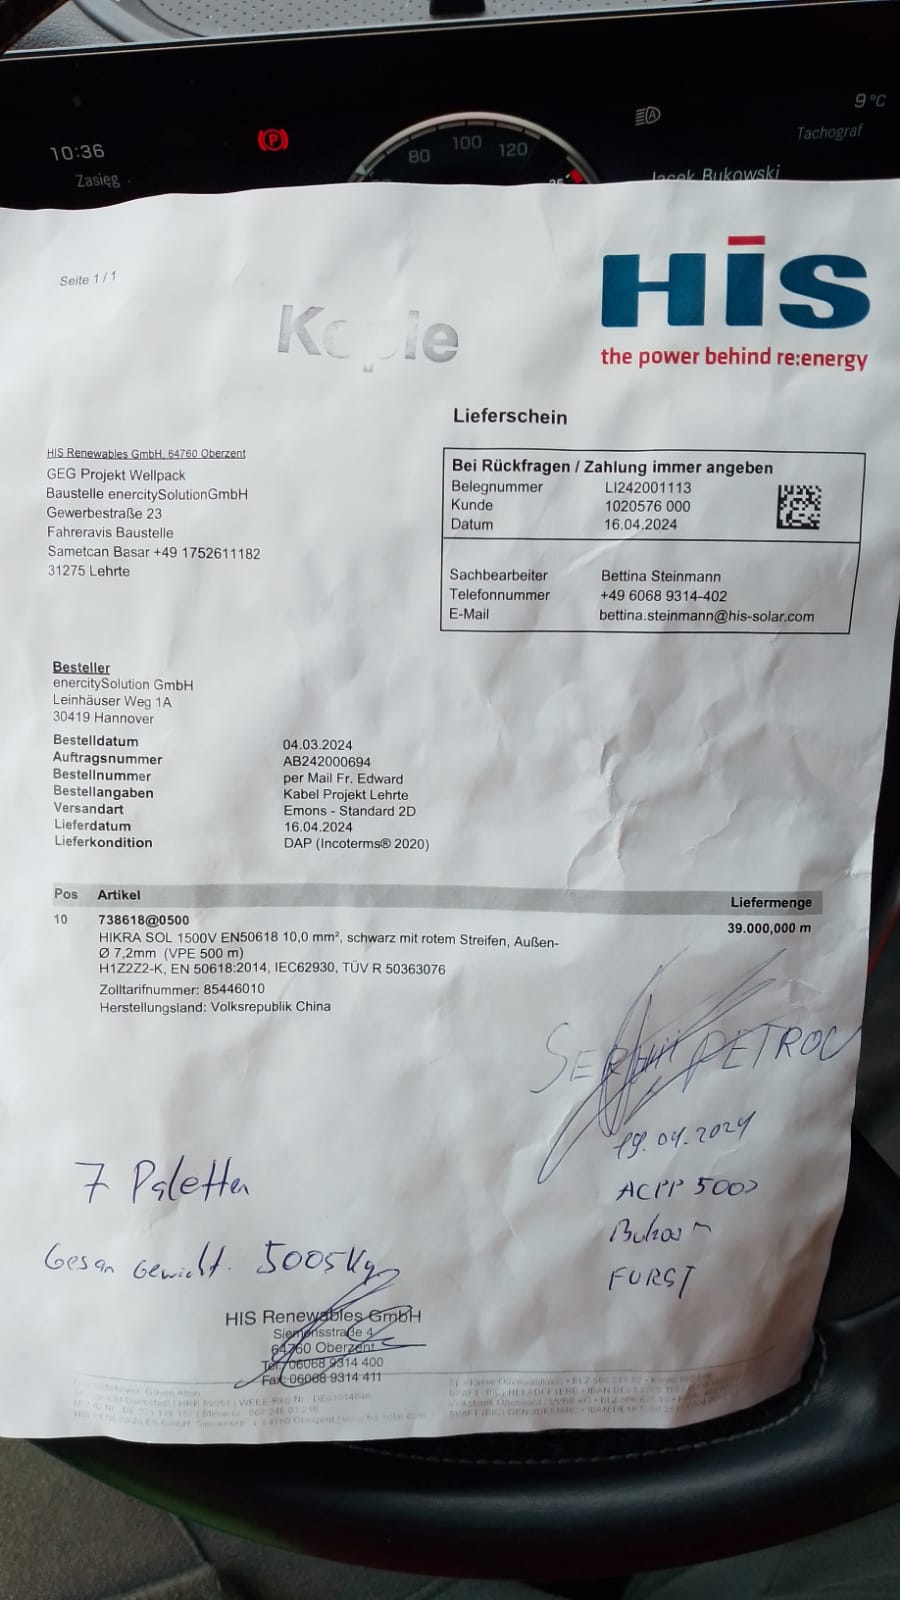 9 °C
10:36
Zasięg
80
100
120
Tachograf
Jacek Bukowski
Seite 1 / 1
Kopie
HIS
the power behind re:energy
Lieferschein
HIS Renewables GmbH, 64760 Oberzent
GEG Projekt Wellpack
Baustelle enercitySolutionGmbH
Gewerbestraße 23
Fahreravis Baustelle
Sametcan Basar +49 1752611182
31275 Lehrte
Bei Rückfragen / Zahlung immer angeben
Belegnummer LI242001113
Kunde 1020576 000
Datum 16.04.2024
Sachbearbeiter Bettina Steinmann
Telefonnummer +49 6068 9314-402
E-Mail bettina.steinmann@his-solar.com
Besteller
enercitySolution GmbH
Leinhäuser Weg 1A
30419 Hannover
Bestelldatum 04.03.2024
Auftragsnummer AB242000694
Bestellnummer per Mail Fr. Edward
Bestellangaben Kabel Projekt Lehrte
Versandart Emons - Standard 2D
Lieferdatum 16.04.2024
Lieferkondition DAP (Incoterms® 2020)
Pos Artikel Liefermenge
10 738618@0500 39.000,000 m
HIKRA SOL 1500V EN50618 10,0 mm², schwarz mit rotem Streifen, Außen-
Ø 7,2mm (VPE 500 m)
H1Z2Z2-K, EN 50618:2014, IEC62930, TÜV R 50363076
Zolltarifnummer: 85446010
Herstellungsland: Volksrepublik China
PETROV
19.04.2024
7 Paletten
Gesan Gewicht. 5005Kg
FURST
HIS Renewables GmbH
Siemensstraße 4
64760 Oberzent
Tel. 06068 9314 400
Fax: 06068 9314 411